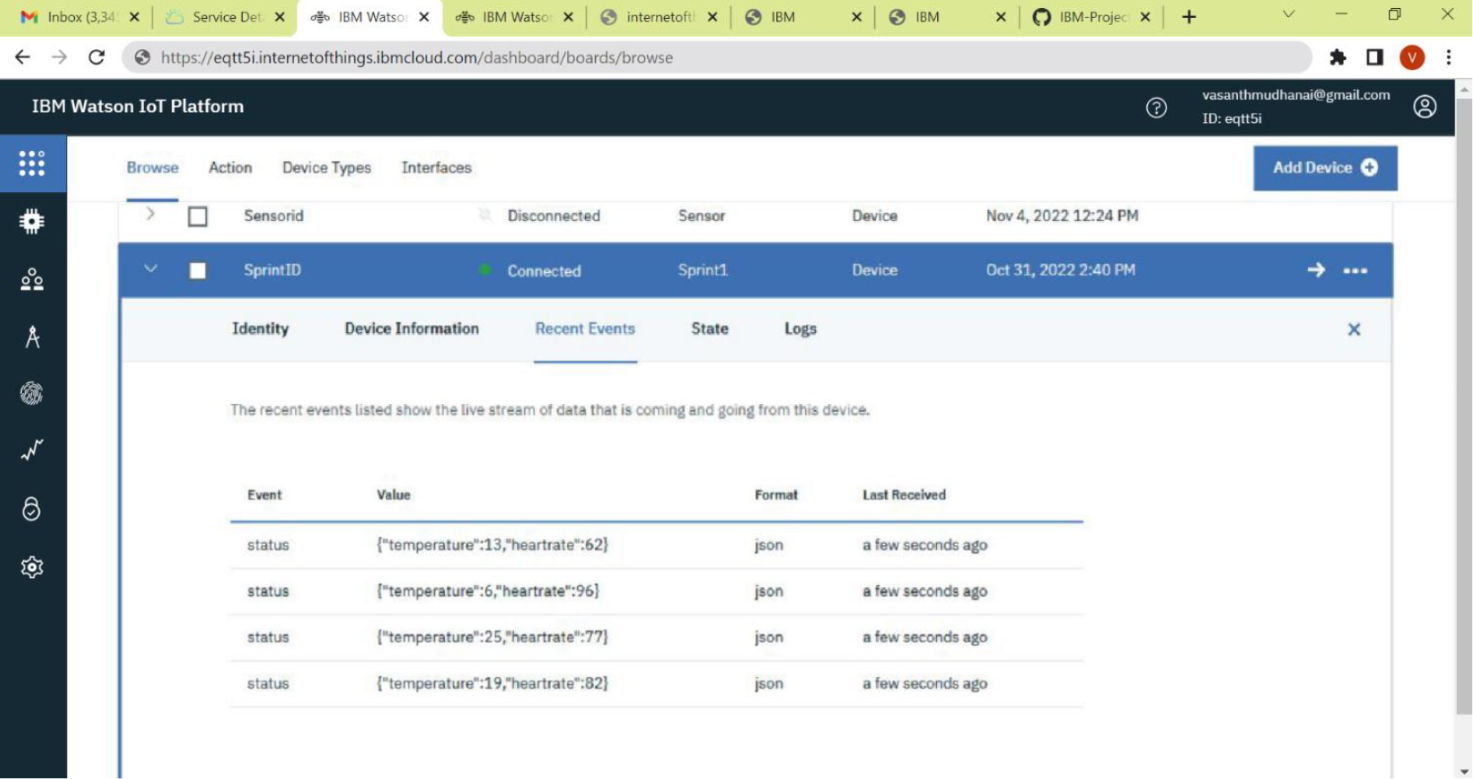 Inbox (3,34
Service Det
IBM Watso
IBM Watso
internetoft
IBM
IBM
IBM-Projec
https://eqtt5i.internetofthings.ibmcloud.com/dashboard/boards/browse
V
IBM Watson IoT Platform
vasanthmudhanai@gmail.com
ID: eqtt5i
Browse Action Device Types Interfaces Add Device
Sensorid Disconnected Sensor Device Nov 4, 2022 12:24 PM
SprintID Connected Sprint1 Device Oct 31, 2022 2:40 PM
Identity Device Information Recent Events State Logs
The recent events listed show the live stream of data that is coming and going from this device.
Event Value Format Last Received
status {"temperature":13,"heartrate":62} json a few seconds ago
status {"temperature":6,"heartrate":96} json a few seconds ago
status {"temperature":25,"heartrate":77} json a few seconds ago
status {"temperature":19,"heartrate":82} json a few seconds ago